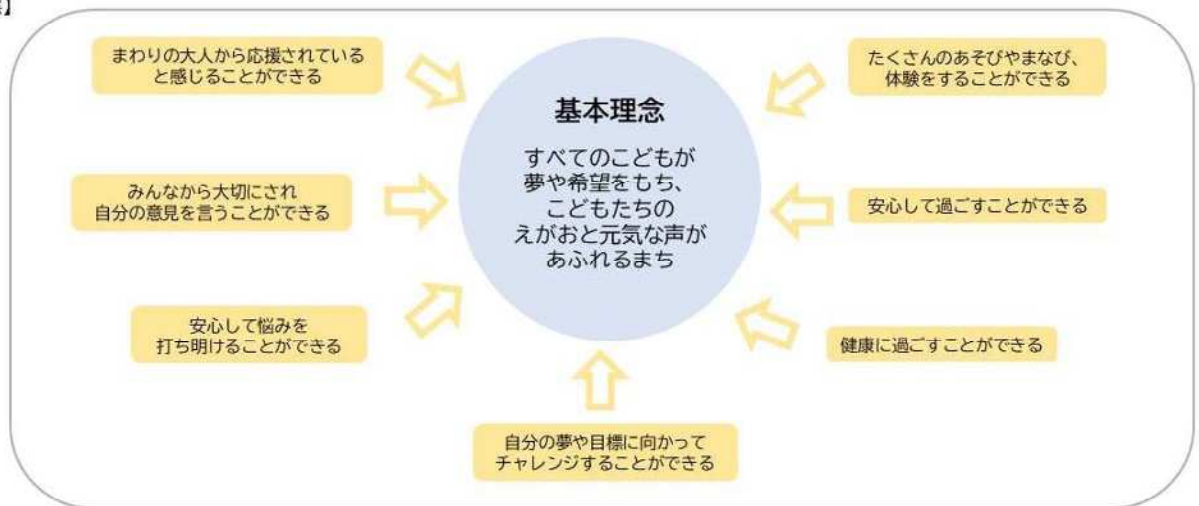 】
まわりの大人から応援されている
と感じることができる
たくさんのあそびやまなび、
体験をすることができる
基本理念
すべてのこどもが
夢や希望をもち、
こどもたちの
えがおと元気な声が
あふれるまち
みんなから大切にされ
自分の意見を言うことができる
安心して過ごすことができる
安心して悩みを
打ち明けることができる
健康に過ごすことができる
自分の夢や目標に向かって
チャレンジすることができる